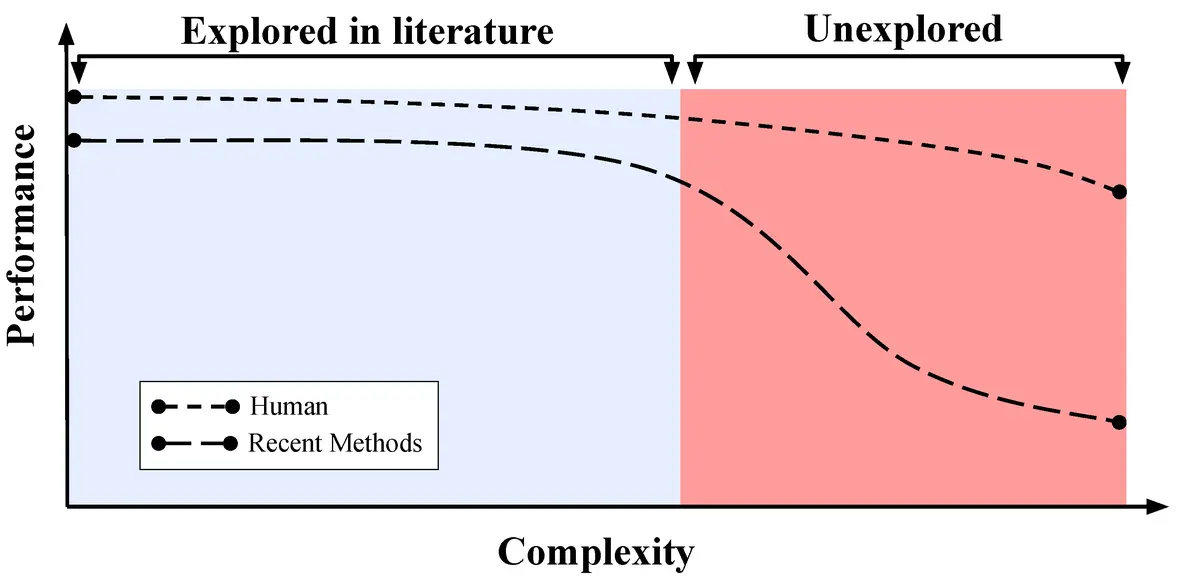 Explored in literature
Unexplored
Performance
Human
Recent Methods
Complexity